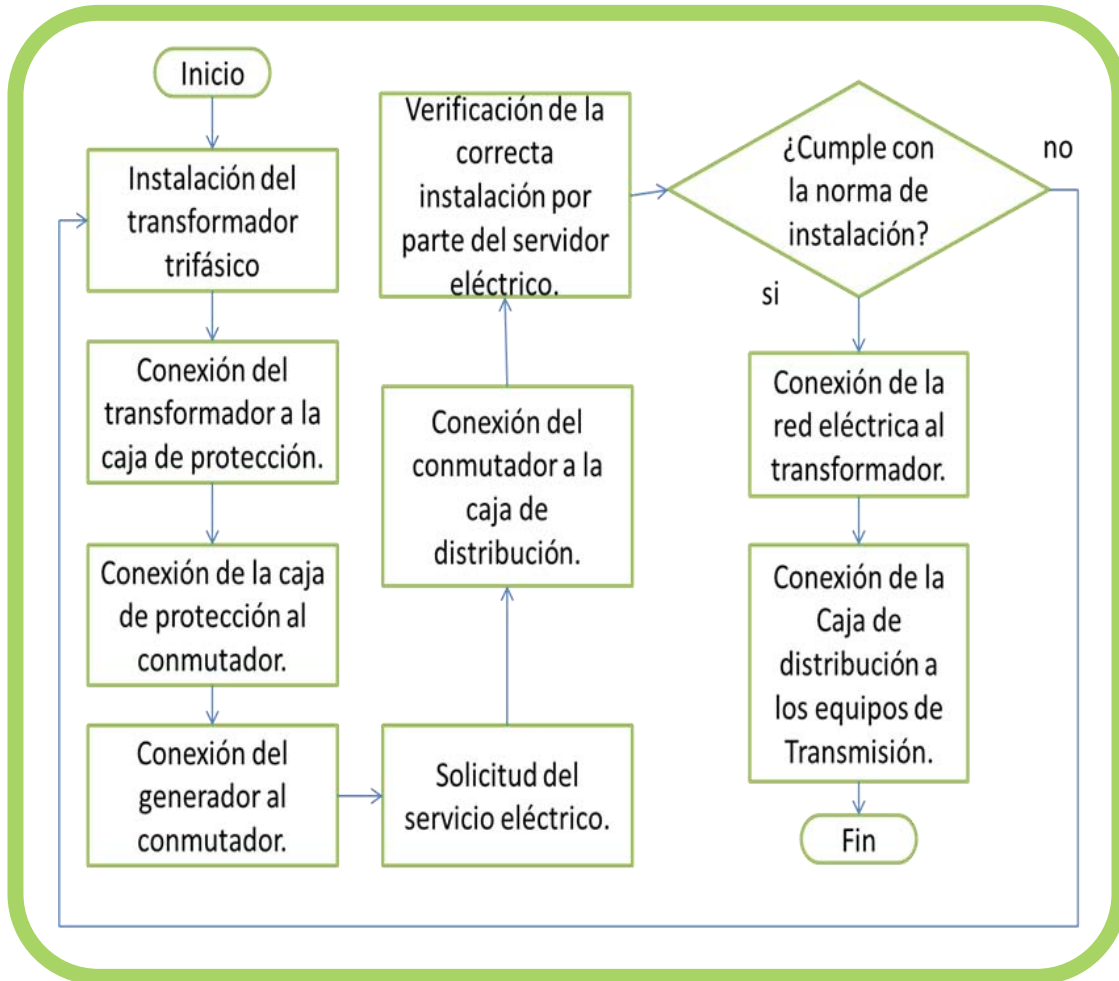 Inicio
Instalación del
transformador
trifásico
Conexión del
transformador a la
caja de protección.
Conexión de la caja
de protección al
conmutador.
Conexión del
generador al
conmutador.
Solicitud del
servicio eléctrico.
Conexión del
conmutador a la
caja de
distribución.
Verificación de la
correcta
instalación por
parte del servidor
eléctrico.
¿Cumple con
la norma de
instalación?
no
si
Conexión de la
red eléctrica al
transformador.
Conexión de la
Caja de
distribución a
los equipos de
Transmisión.
Fin